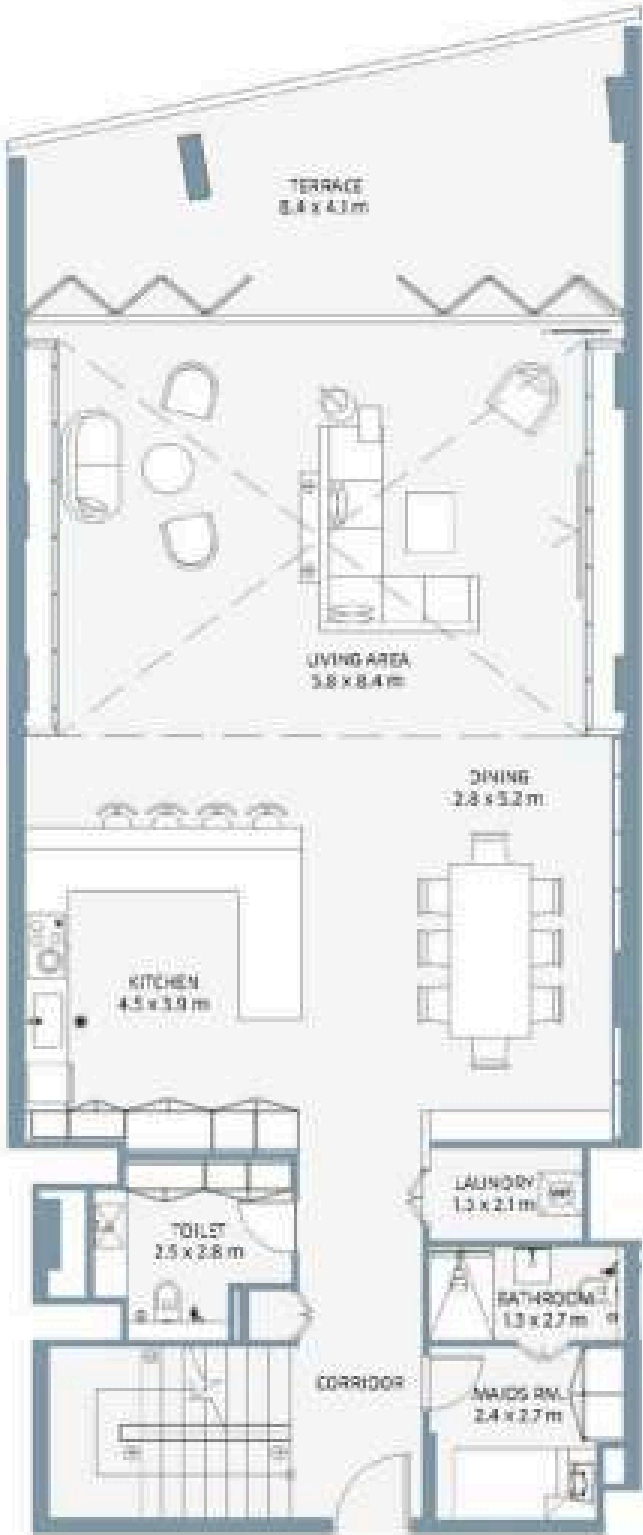 TERRACE
8.4 x 4.1 m
LIVING AREA
5.8 x 8.4 m
DINING
2.8 x 5.2 m
KITCHEN
4.5 x 3.9 m
LAUNDRY
1.3 x 2.1 m
TOILET
2.5 x 2.8 m
BATHROOM
1.3 x 2.7 m
CORRIDOR
MAIDS RM.
2.4 x 2.7 m